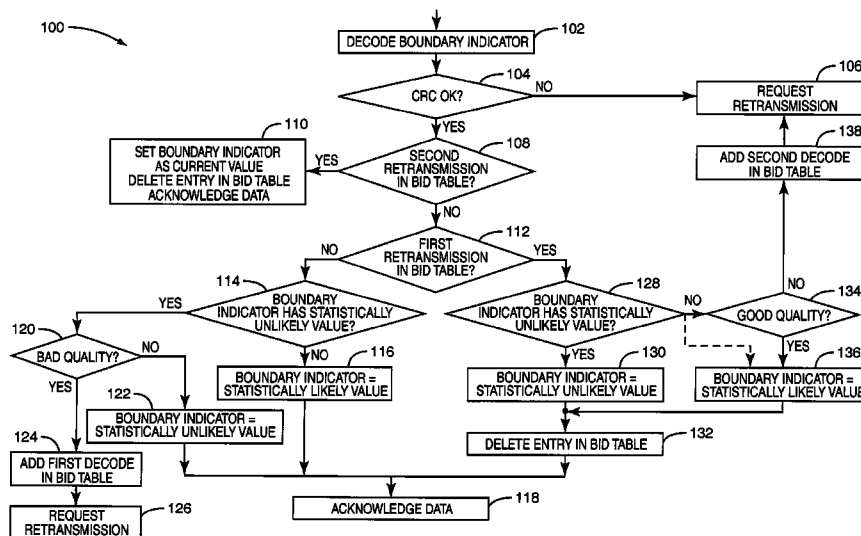 100
DECODE BOUNDARY INDICATOR
102
104
CRC OK?
NO
YES
106
REQUEST
RETRANSMISSION
138
ADD SECOND DECODE
IN BID TABLE
110
SET BOUNDARY INDICATOR
AS CURRENT VALUE
DELETE ENTRY IN BID TABLE
ACKNOWLEDGE DATA
YES
108
SECOND
RETRANSMISSION
IN BID TABLE?
NO
112
FIRST
RETRANSMISSION
IN BID TABLE?
NO
YES
114
BOUNDARY
INDICATOR HAS STATISTICALLY
UNLIKELY VALUE?
YES
NO
128
BOUNDARY
INDICATOR HAS STATISTICALLY
UNLIKELY VALUE?
NO
YES
134
GOOD QUALITY?
NO
YES
120
BAD QUALITY?
NO
YES
116
BOUNDARY INDICATOR =
STATISTICALLY LIKELY VALUE
130
BOUNDARY INDICATOR =
STATISTICALLY UNLIKELY VALUE
136
BOUNDARY INDICATOR =
STATISTICALLY LIKELY VALUE
122
BOUNDARY INDICATOR =
STATISTICALLY UNLIKELY VALUE
DELETE ENTRY IN BID TABLE
132
124
ADD FIRST DECODE
IN BID TABLE
126
REQUEST
RETRANSMISSION
ACKNOWLEDGE DATA
118